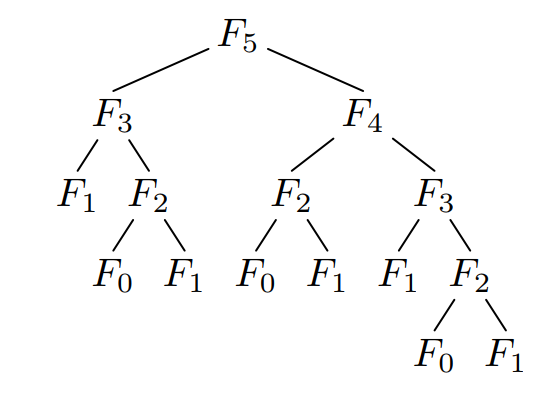 F₅
F₃ F₄
F₁ F₂ F₂ F₃
F₀ F₁ F₀ F₁ F₁ F₂
F₀ F₁